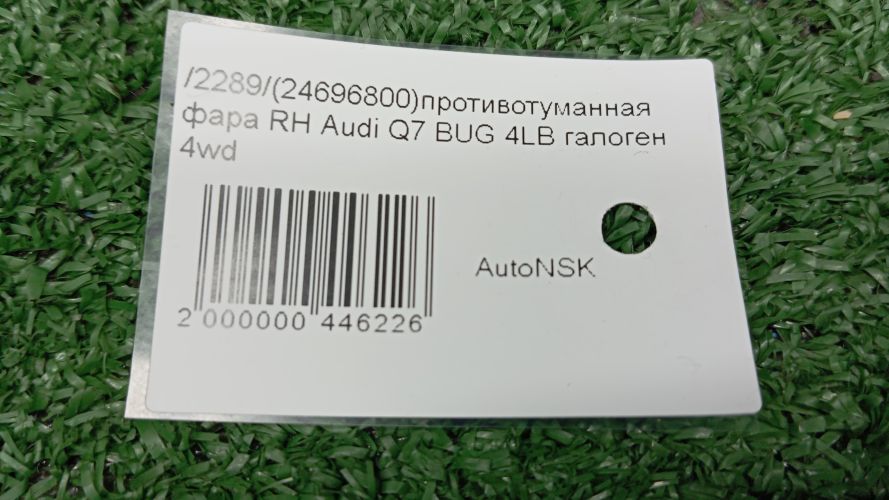 /2289/(24696800)противотуманная
фара RH Audi Q7 BUG 4LB галоген
4wd
AutoNSK
2 000000 446226